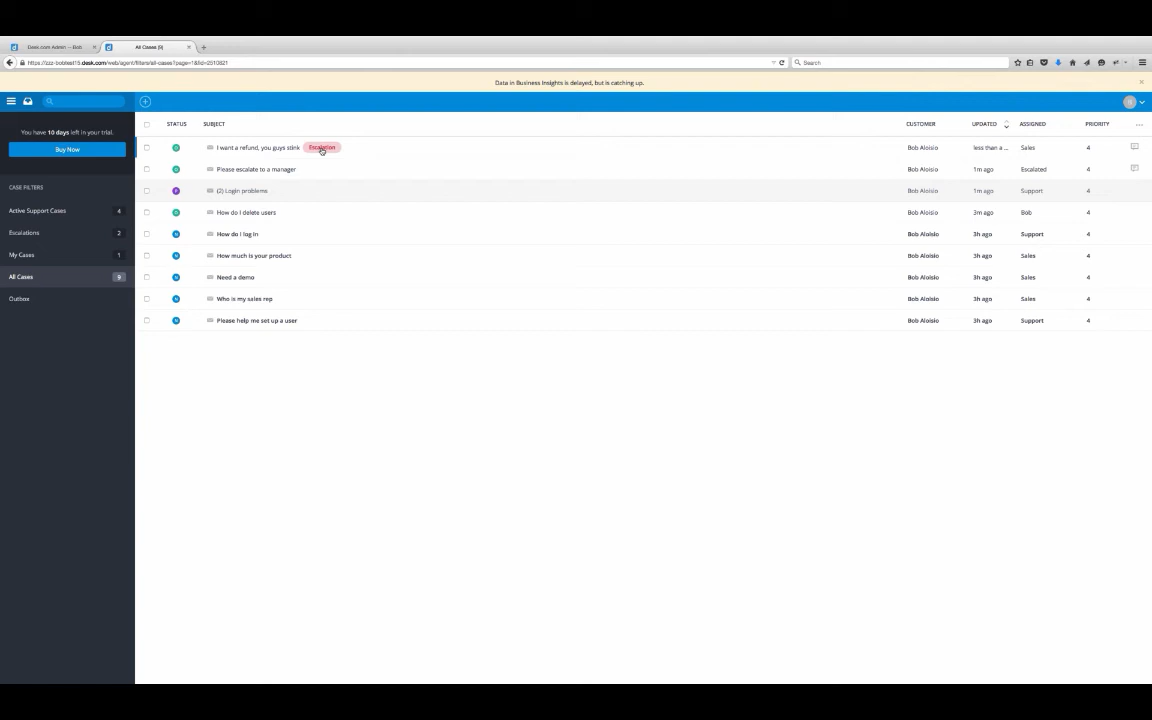 Desk.com Admin -- Bob
All Cases (9)
https://zzz-bobtest15.desk.com/web/agent/filters/all-cases?page=1&fid=2510821
Search
Data in Business Insights is delayed, but is catching up.
You have 10 days left in your trial.
Buy Now
CASE FILTERS
Active Support Cases 4
Escalations 2
My Cases 1
All Cases 9
Outbox
STATUS SUBJECT CUSTOMER UPDATED ASSIGNED PRIORITY
O I want a refund, you guys stink Escalation Bob Aloisio less than a ... Sales 4
O Please escalate to a manager Bob Aloisio 1m ago Escalated 4
P (2) Login problems Bob Aloisio 1m ago Support 4
O How do I delete users Bob Aloisio 3m ago Bob 4
N How do I log in Bob Aloisio 3h ago Support 4
N How much is your product Bob Aloisio 3h ago Sales 4
N Need a demo Bob Aloisio 3h ago Sales 4
N Who is my sales rep Bob Aloisio 3h ago Sales 4
N Please help me set up a user Bob Aloisio 3h ago Support 4